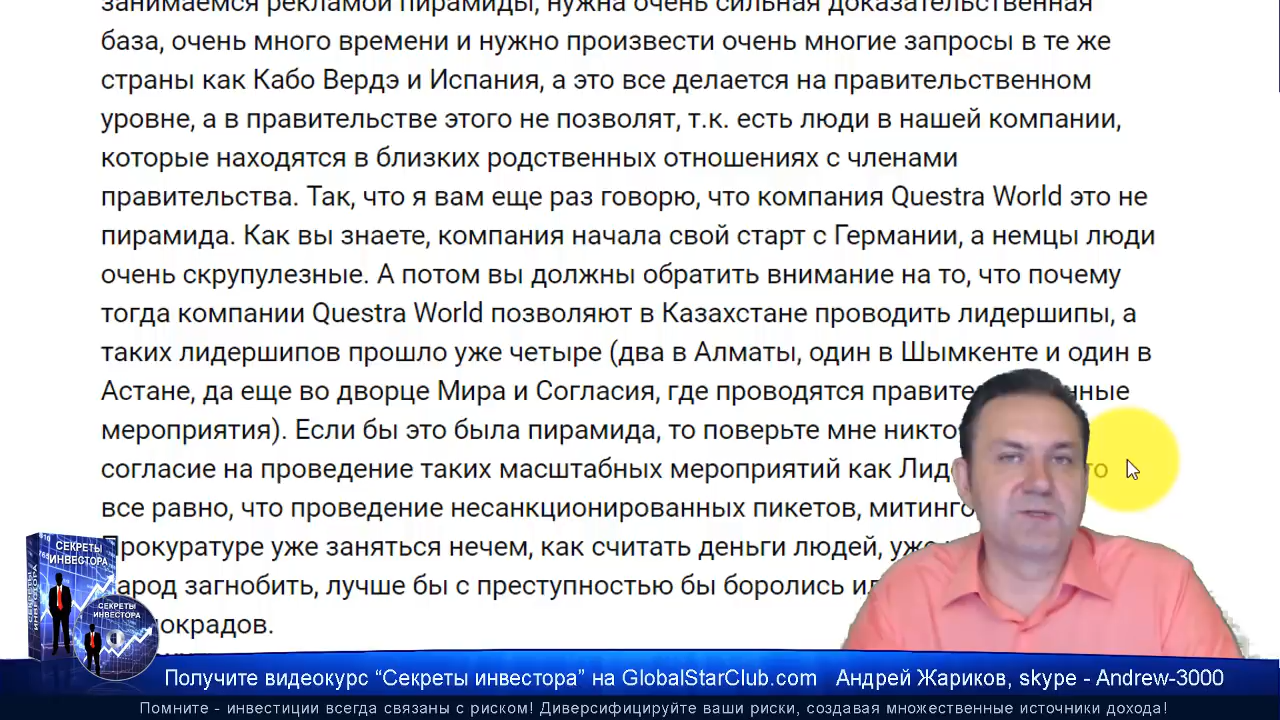 занимаемся рекламой пирамиды, нужна очень сильная доказательственная
база, очень много времени и нужно произвести очень многие запросы в те же
страны как Кабо Вердэ и Испания, а это все делается на правительственном
уровне, а в правительстве этого не позволят, т.к. есть люди в нашей компании,
которые находятся в близких родственных отношениях с членами
правительства. Так, что я вам еще раз говорю, что компания Questra World это не
пирамида. Как вы знаете, компания начала свой старт с Германии, а немцы люди
очень скрупулезные. А потом вы должны обратить внимание на то, что почему
тогда компании Questra World позволяют в Казахстане проводить лидершипы, а
таких лидершипов прошло уже четыре (два в Алматы, один в Шымкенте и один в
Астане, да еще во дворце Мира и Согласия, где проводятся
мероприятия). Если бы это была пирамида, то поверьте мне
согласие на проведение таких масштабных мероприятий как
все равно, что проведение несанкционированных пикетов,
Прокуратуре уже заняться нечем, как считать деньги людей,
народ загнобить, лучше бы с преступностью бы боролись
СЕКРЕТЫ
ИНВЕСТОРА
СЕКРЕТЫ
ИНВЕСТОРА
Получите видеокурс “Секреты инвестора” на GlobalStarClub.com Андрей Жариков, skype - Andrew-3000
Помните - инвестиции всегда связаны с риском! Диверсифицируйте ваши риски, создавая множественные источники дохода!